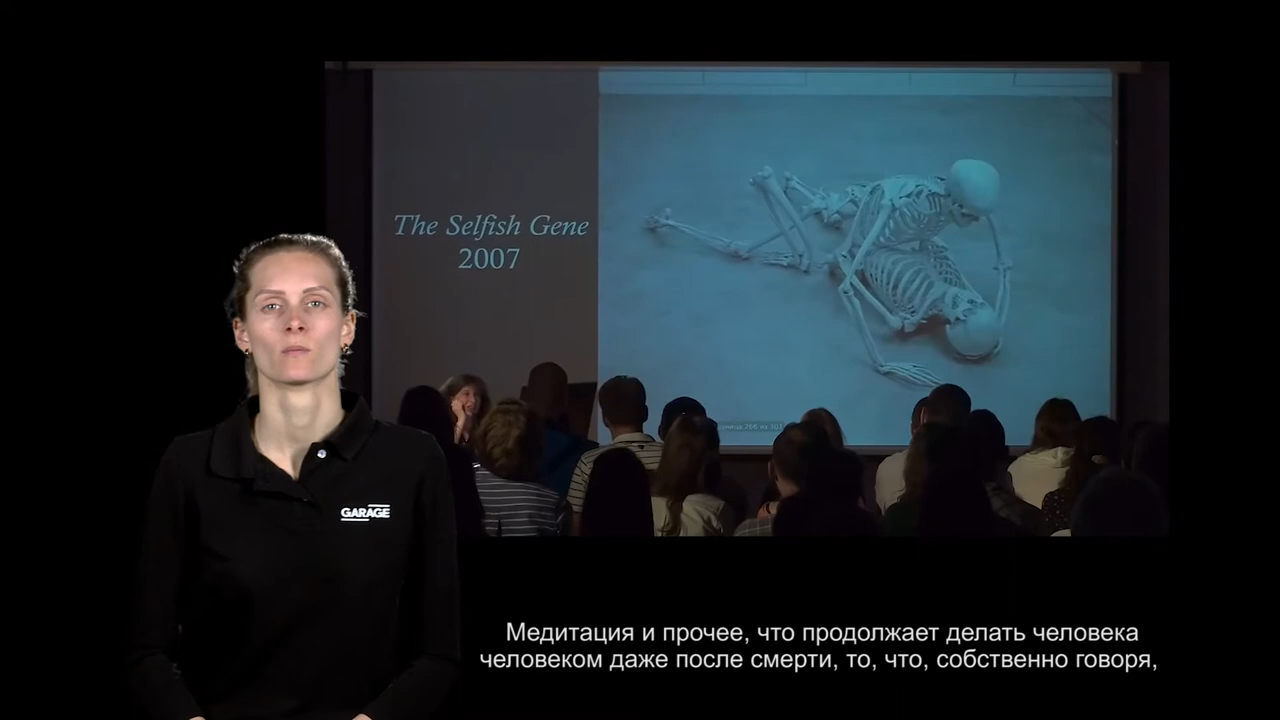 The Selfish Gene
2007
GARAGE
Медитация и прочее, что продолжает делать человека
человеком даже после смерти, то, что, собственно говоря,